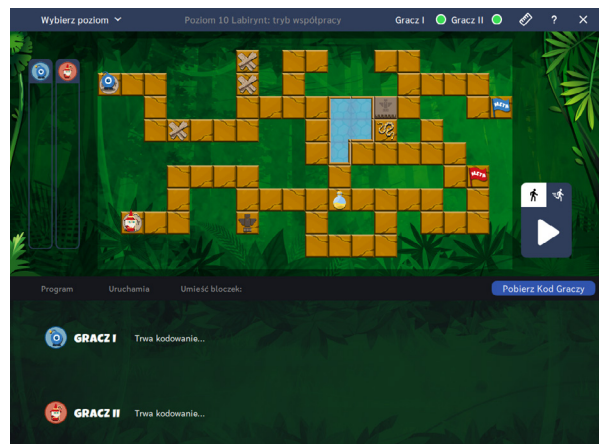 Wybierz poziom
Poziom 10 Labirynt: tryb współpracy
Gracz I
Gracz II
?
META
META
Program
Uruchamia
Umieść bloczek:
Pobierz Kod Graczy
GRACZ I
Trwa kodowanie...
GRACZ II
Trwa kodowanie...